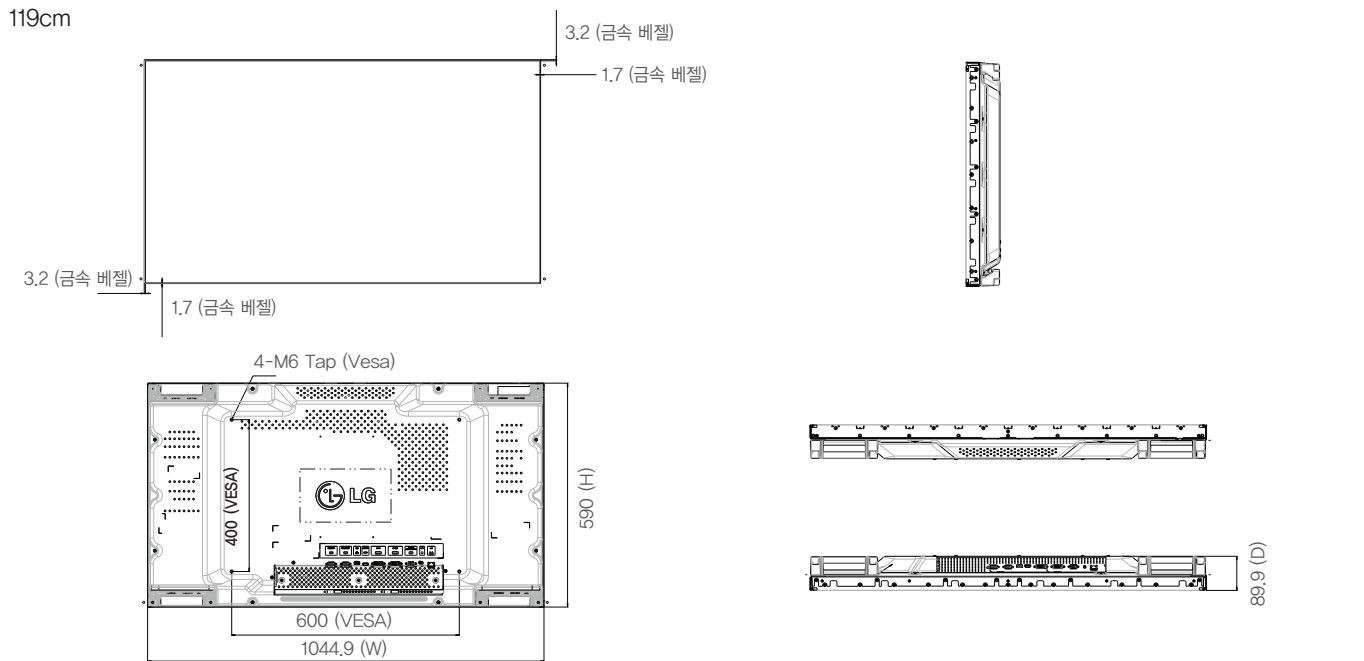 119cm
3.2 (금속 베젤)
1.7 (금속 베젤)
3.2 (금속 베젤)
1.7 (금속 베젤)
4-M6 Tap (Vesa)
400 (VESA)
LG
590 (H)
600 (VESA)
1044.9 (W)
89.9 (D)